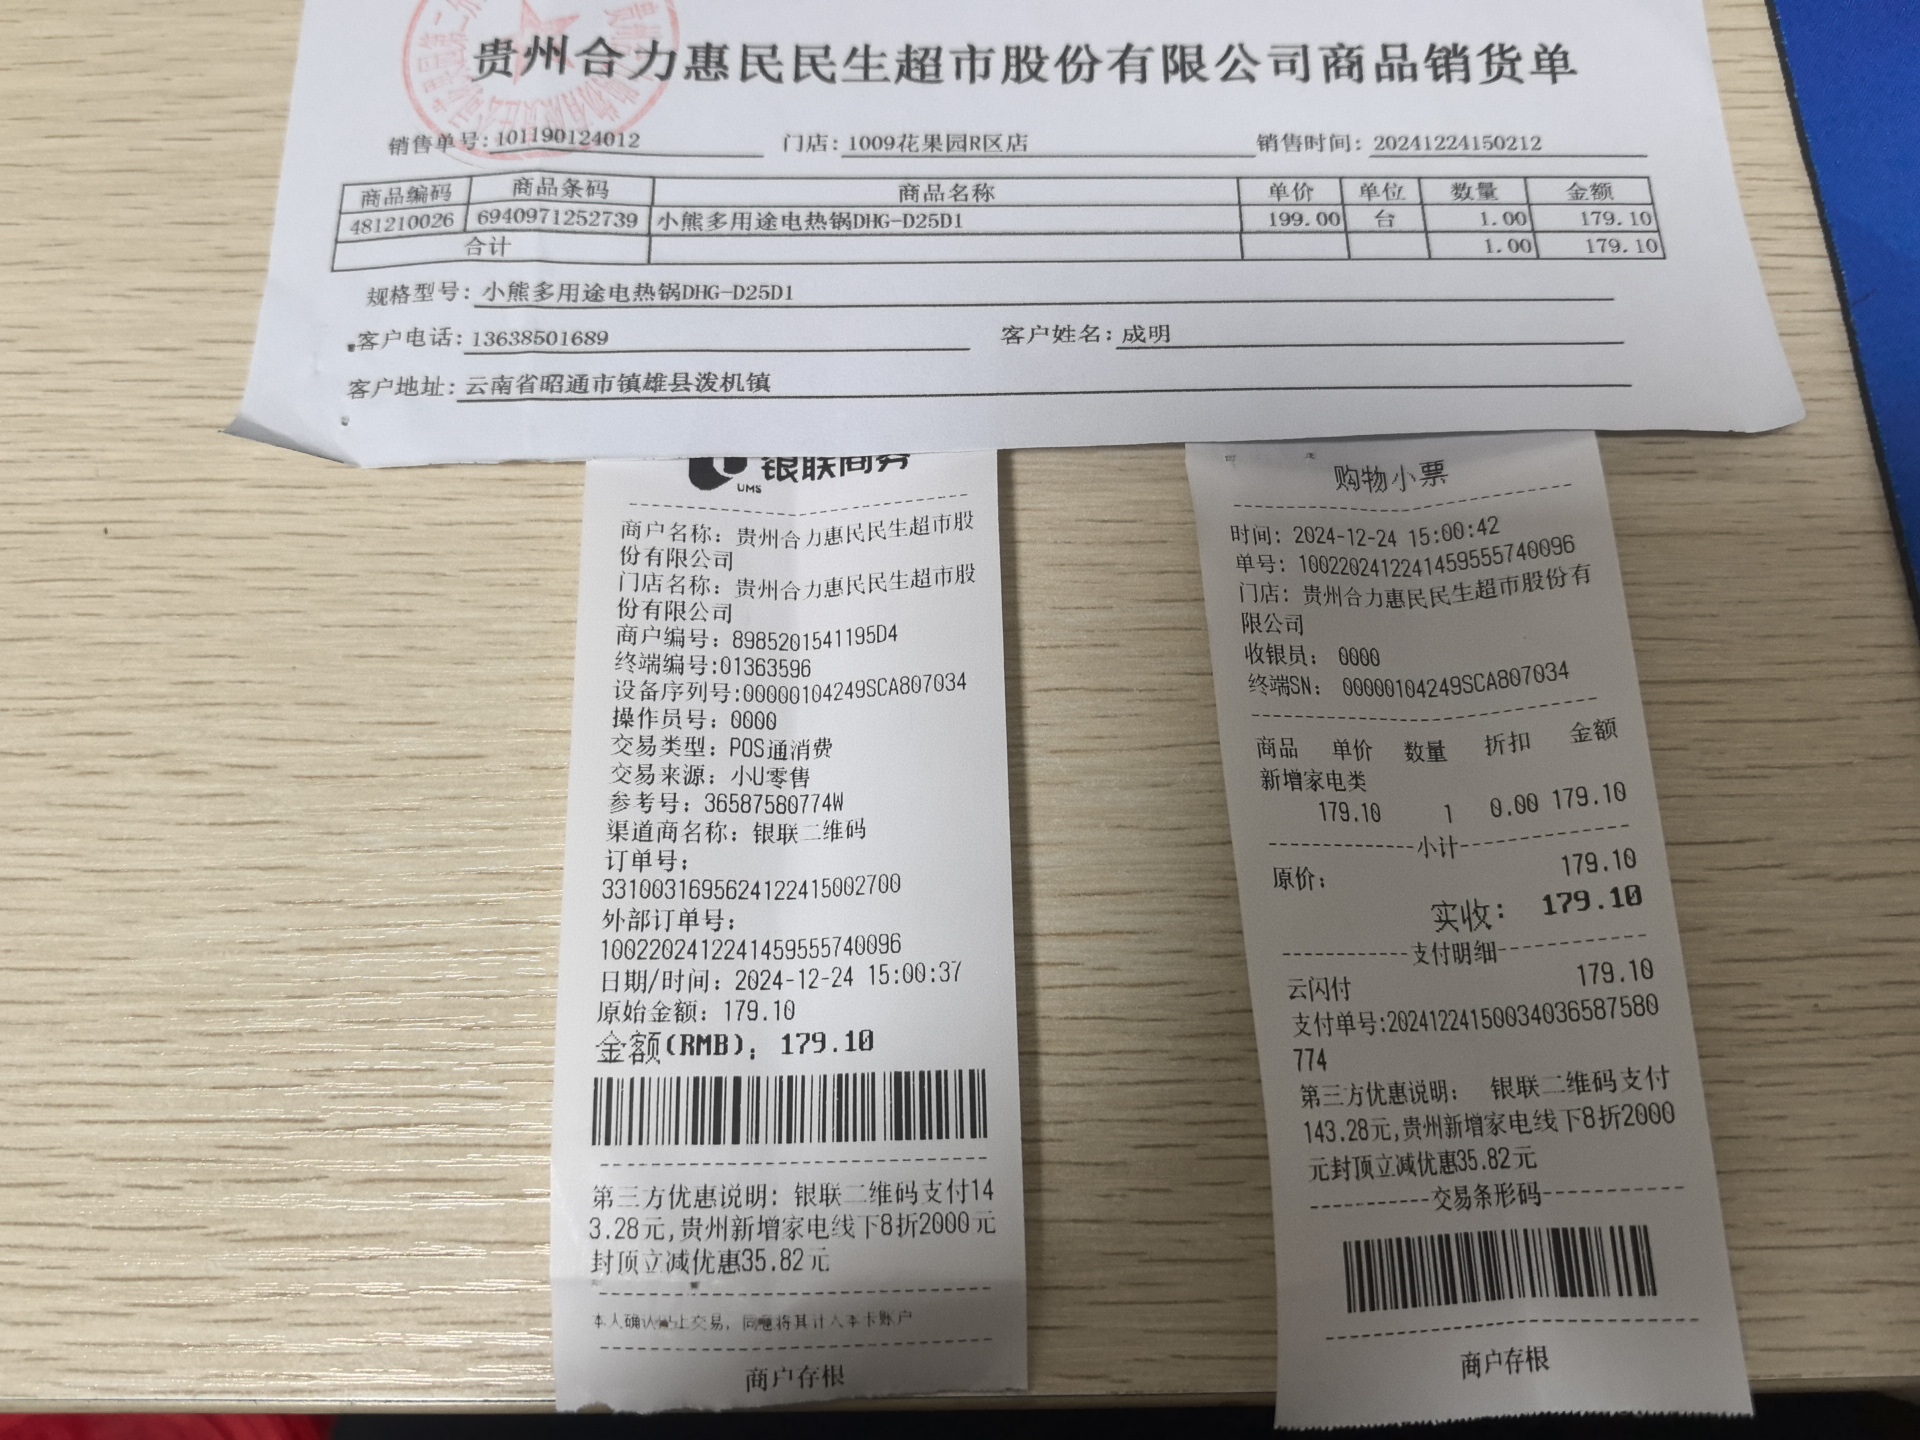 贵州合力惠民民生超市股份有限公司商品销货单
销售单号: 101190124012 门店: 1009花果园R区店 销售时间: 20241224150212
商品编码 商品条码 商品名称 单价 单位 数量 金额
481210026 6940971252739 小熊多用途电热锅DHG-D25D1 199.00 台 1.00 179.10
合计 1.00 179.10
规格型号: 小熊多用途电热锅DHG-D25D1
客户电话: 13638501689 客户姓名: 成明
客户地址: 云南省昭通市镇雄县泼机镇
银联商务
UMS
商户名称: 贵州合力惠民民生超市股
份有限公司
门店名称: 贵州合力惠民民生超市股
份有限公司
商户编号: 8985201541195D4
终端编号:01363596
设备序列号:00000104249SCA807034
操作员号: 0000
交易类型: POS通消费
交易来源: 小U零售
参考号: 36587580774W
渠道商名称: 银联二维码
订单号:
3310031695624122415002700
外部订单号:
1002202412241459555740096
日期/时间: 2024-12-24 15:00:37
原始金额: 179.10
金额(RMB): 179.10
第三方优惠说明: 银联二维码支付14
3.28元,贵州新增家电线下8折2000元
封顶立减优惠35.82元
本人确认以上交易, 同意将其计入本卡账户
商户存根
购物小票
时间: 2024-12-24 15:00:42
单号: 1002202412241459555740096
门店: 贵州合力惠民民生超市股份有
限公司
收银员: 0000
终端SN: 00000104249SCA807034
商品 单价 数量 折扣 金额
新增家电类
179.10 1 0.00 179.10
小计
原价: 179.10
实收: 179.10
支付明细
云闪付 179.10
支付单号:20241224150034036587580
774
第三方优惠说明: 银联二维码支付
143.28元,贵州新增家电线下8折2000
元封顶立减优惠35.82元
交易条形码
商户存根